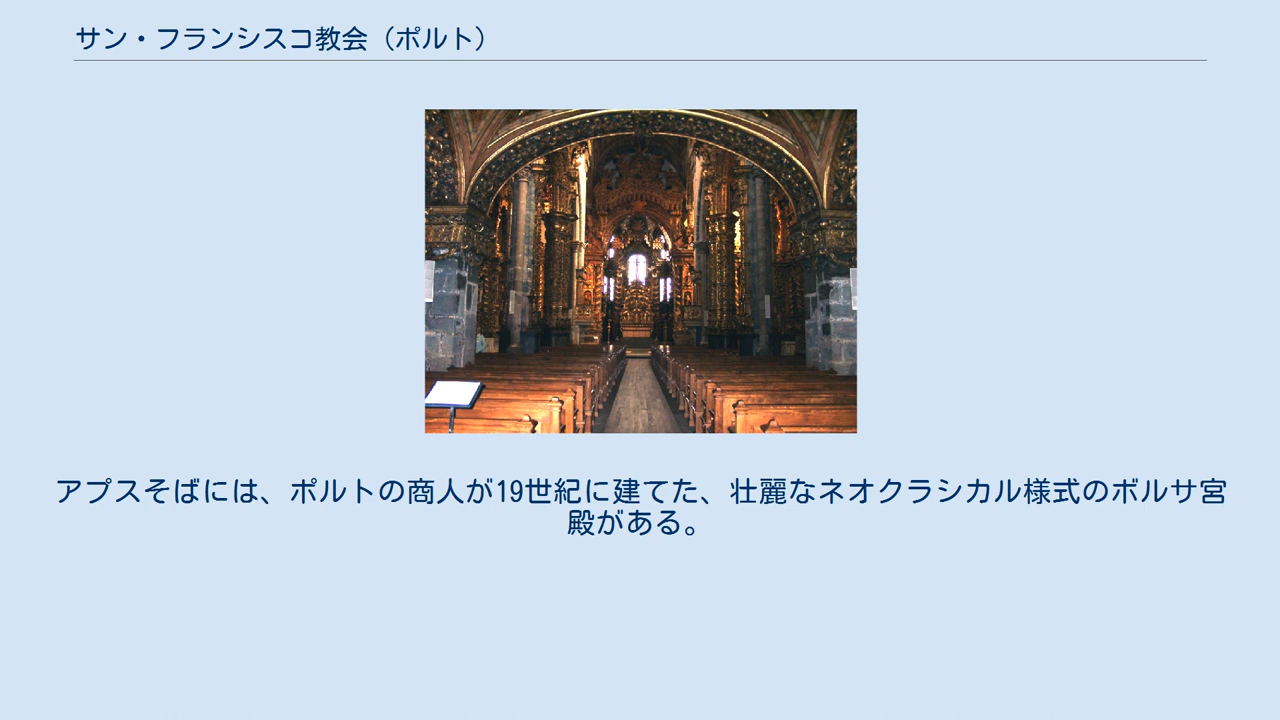 サン・フランシスコ教会（ポルト）
アプスそばには、ポルトの商人が19世紀に建てた、壮麗なネオクラシカル様式のボルサ宮
殿がある。